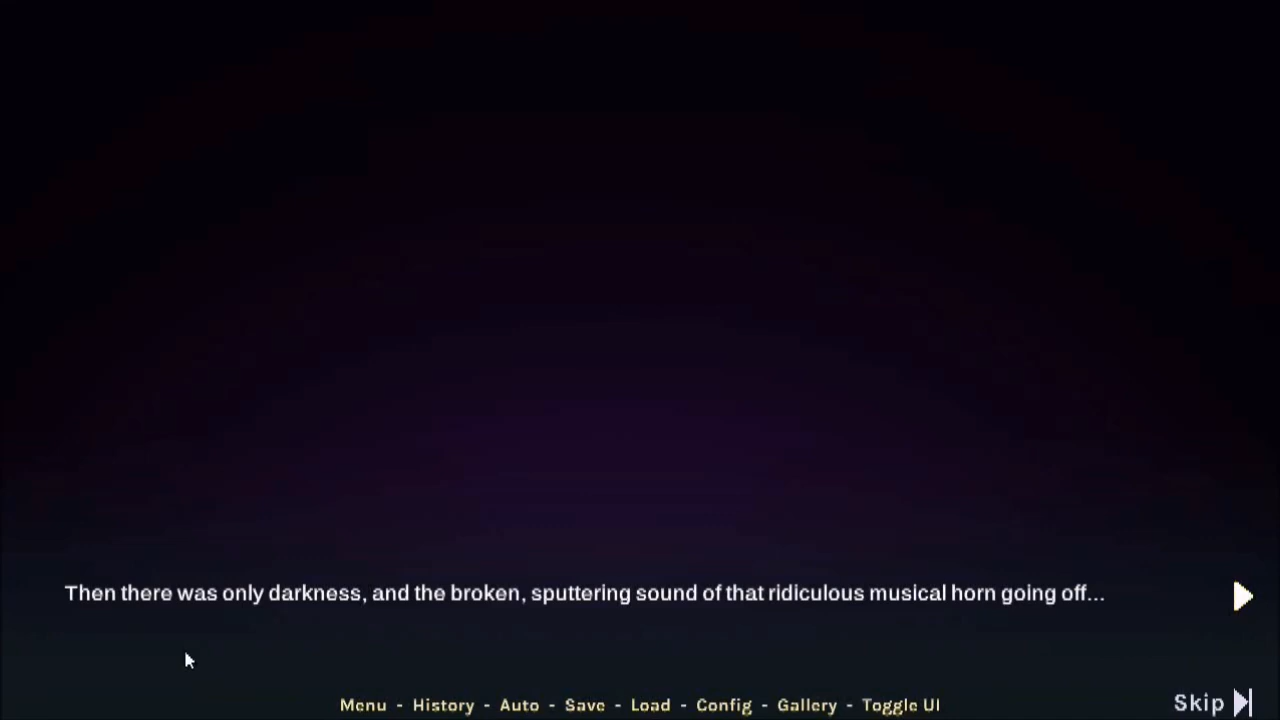 Then there was only darkness, and the broken, sputtering sound of that ridiculous musical horn going off...
Menu - History - Auto - Save - Load - Config - Gallery - Toggle UI
Skip